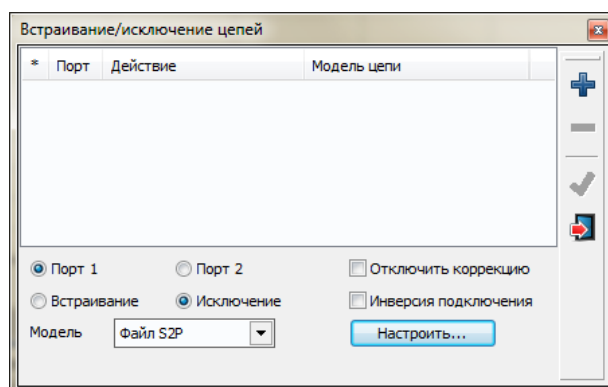 Встраивание/исключение цепей
* Порт Действие Модель цепи
Порт 1 Порт 2 Отключить коррекцию
Встраивание Исключение Инверсия подключения
Модель Файл S2P Настроить...